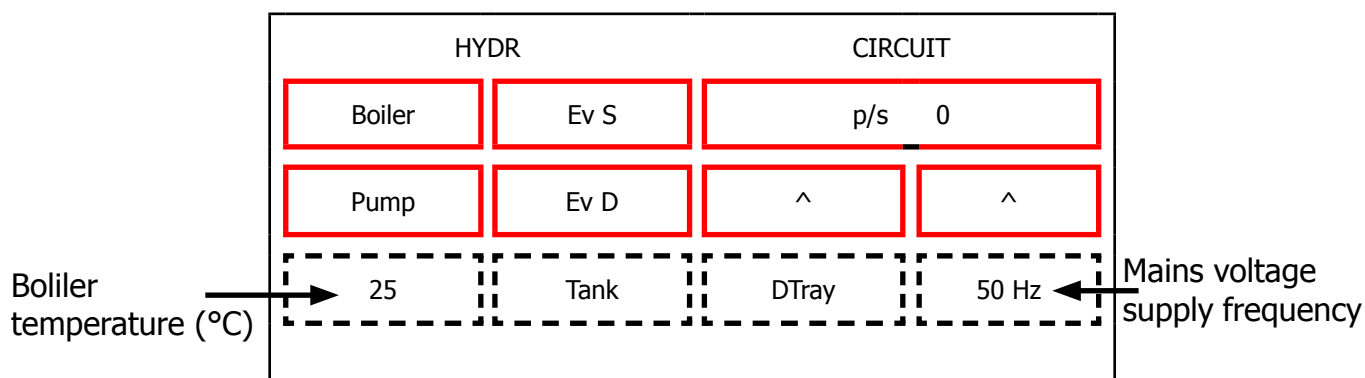 HYDR CIRCUIT
Boiler Ev S p/s 0
Pump Ev D ^ ^
Boliler
temperature (°C)
25 Tank DTray 50 Hz
Mains voltage
supply frequency